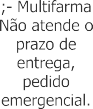 ;- Multifarma
Não atende o
prazo de
entrega,
pedido
emergencial.